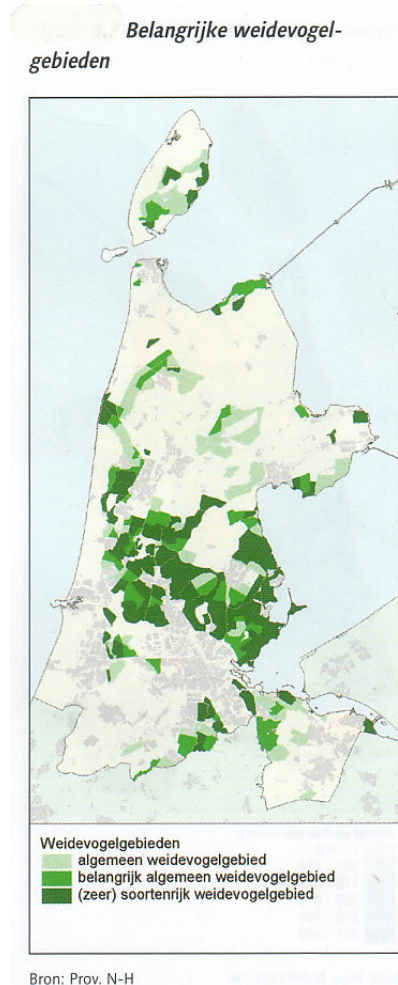 Belangrijke weidevogel-
gebieden
Weidevogelgebieden
algemeen weidevogelgebied
belangrijk algemeen weidevogelgebied
(zeer) soortenrijk weidevogelgebied
Bron: Prov. N-H